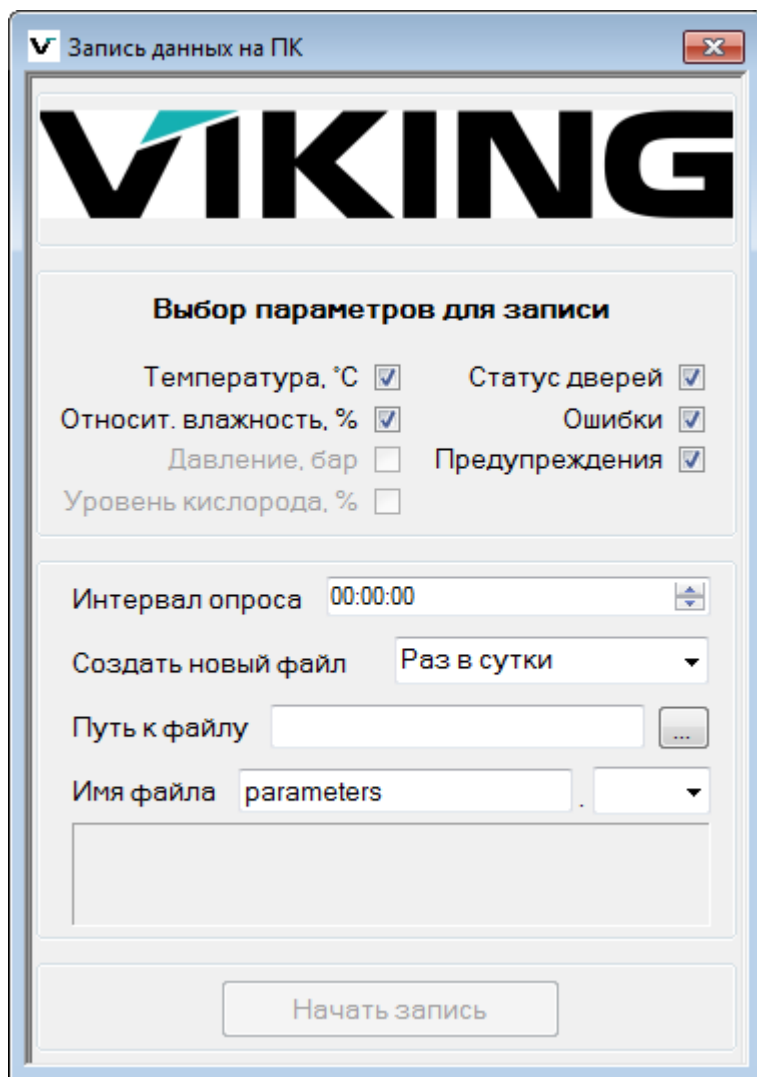 Запись данных на ПК
VIKING
Выбор параметров для записи
Температура, °C
Статус дверей
Относит. влажность, %
Ошибки
Давление, бар
Предупреждения
Уровень кислорода, %
Интервал опроса 00:00:00
Создать новый файл Раз в сутки
Путь к файлу ...
Имя файла parameters .
Начать запись